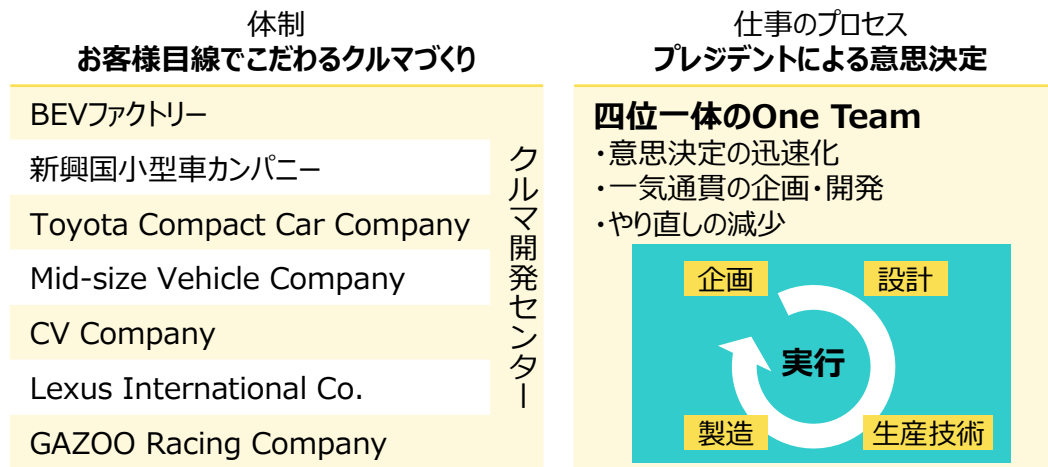 体制
お客様目線でこだわるクルマづくり
BEVファクトリー
新興国小型車カンパニー
Toyota Compact Car Company
Mid-size Vehicle Company
CV Company
Lexus International Co.
GAZOO Racing Company
クルマ開発センター
仕事のプロセス
プレジデントによる意思決定
四位一体のOne Team
・意思決定の迅速化
・一気通貫の企画・開発
・やり直しの減少
企画
設計
実行
製造
生産技術